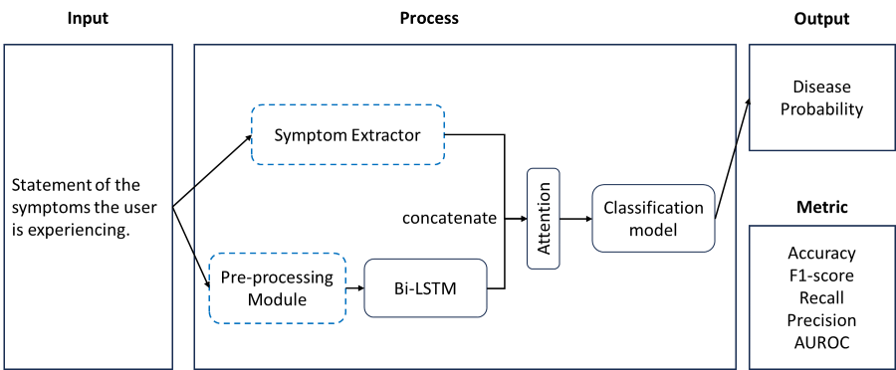 Input
Process
Output
Statement of the
symptoms the user
is experiencing.
Symptom Extractor
Pre-processing
Module
Bi-LSTM
concatenate
Attention
Classification
model
Disease
Probability
Metric
Accuracy
F1-score
Recall
Precision
AUROC